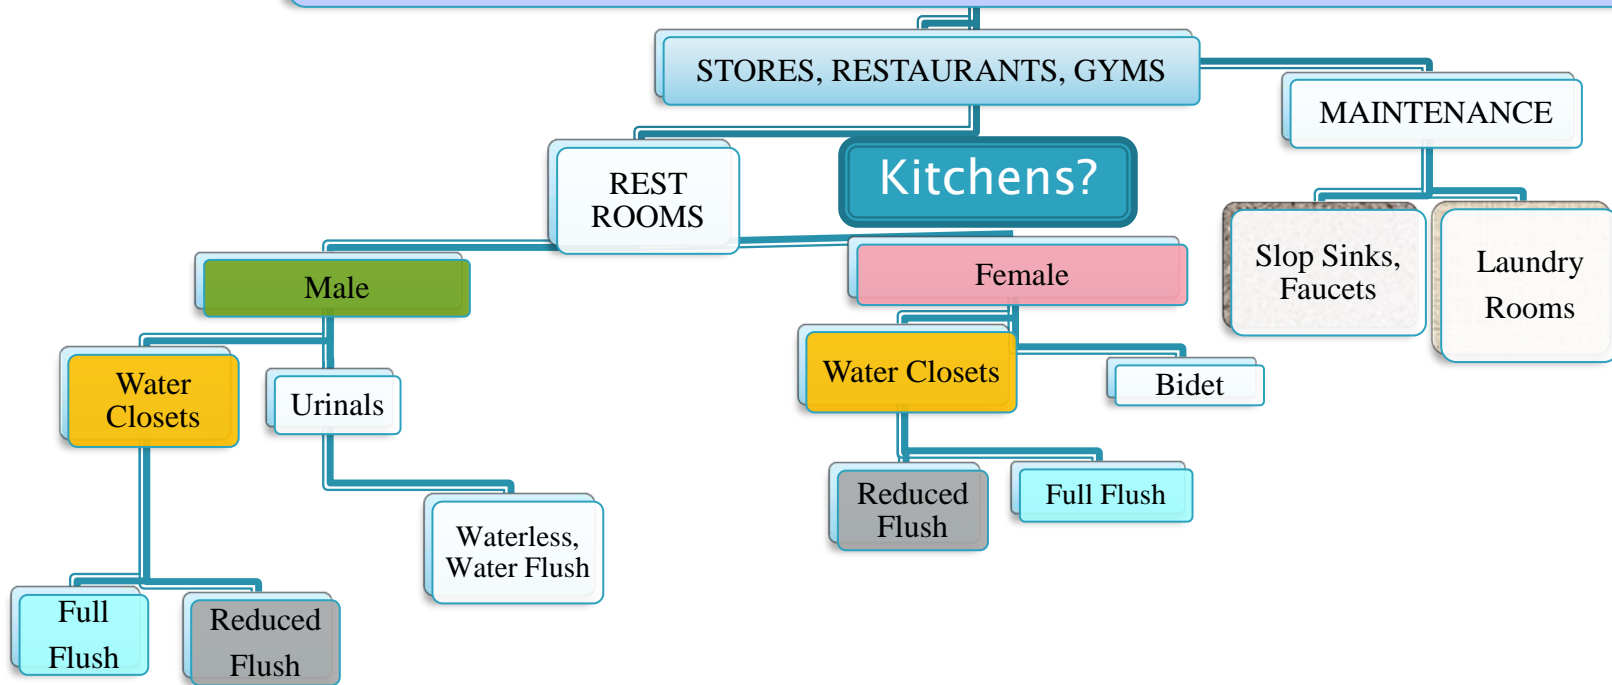 STORES, RESTAURANTS, GYMS
MAINTENANCE
REST
ROOMS
Kitchens?
Slop Sinks,
Faucets
Laundry
Rooms
Male
Female
Water
Closets
Urinals
Water Closets
Bidet
Waterless,
Water Flush
Reduced
Flush
Full Flush
Full
Flush
Reduced
Flush